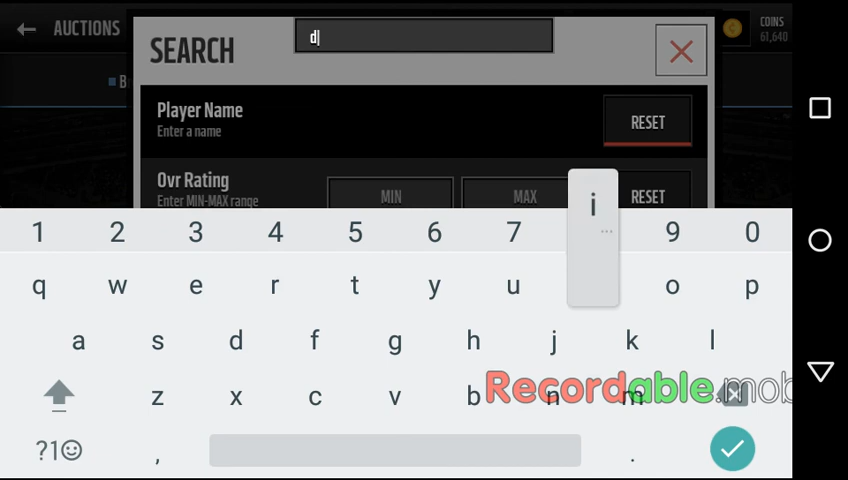 AUCTIONS
SEARCH
d
COINS
61,640
B
Player Name
Enter a name
RESET
Ovr Rating
Enter MIN-MAX range
MIN
MAX
RESET
i
...
1 2 3 4 5 6 7 9 0
q w e r t y u o p
a s d f g h j k l
z x c v b n m
Recordable.mob
?1☺ , .